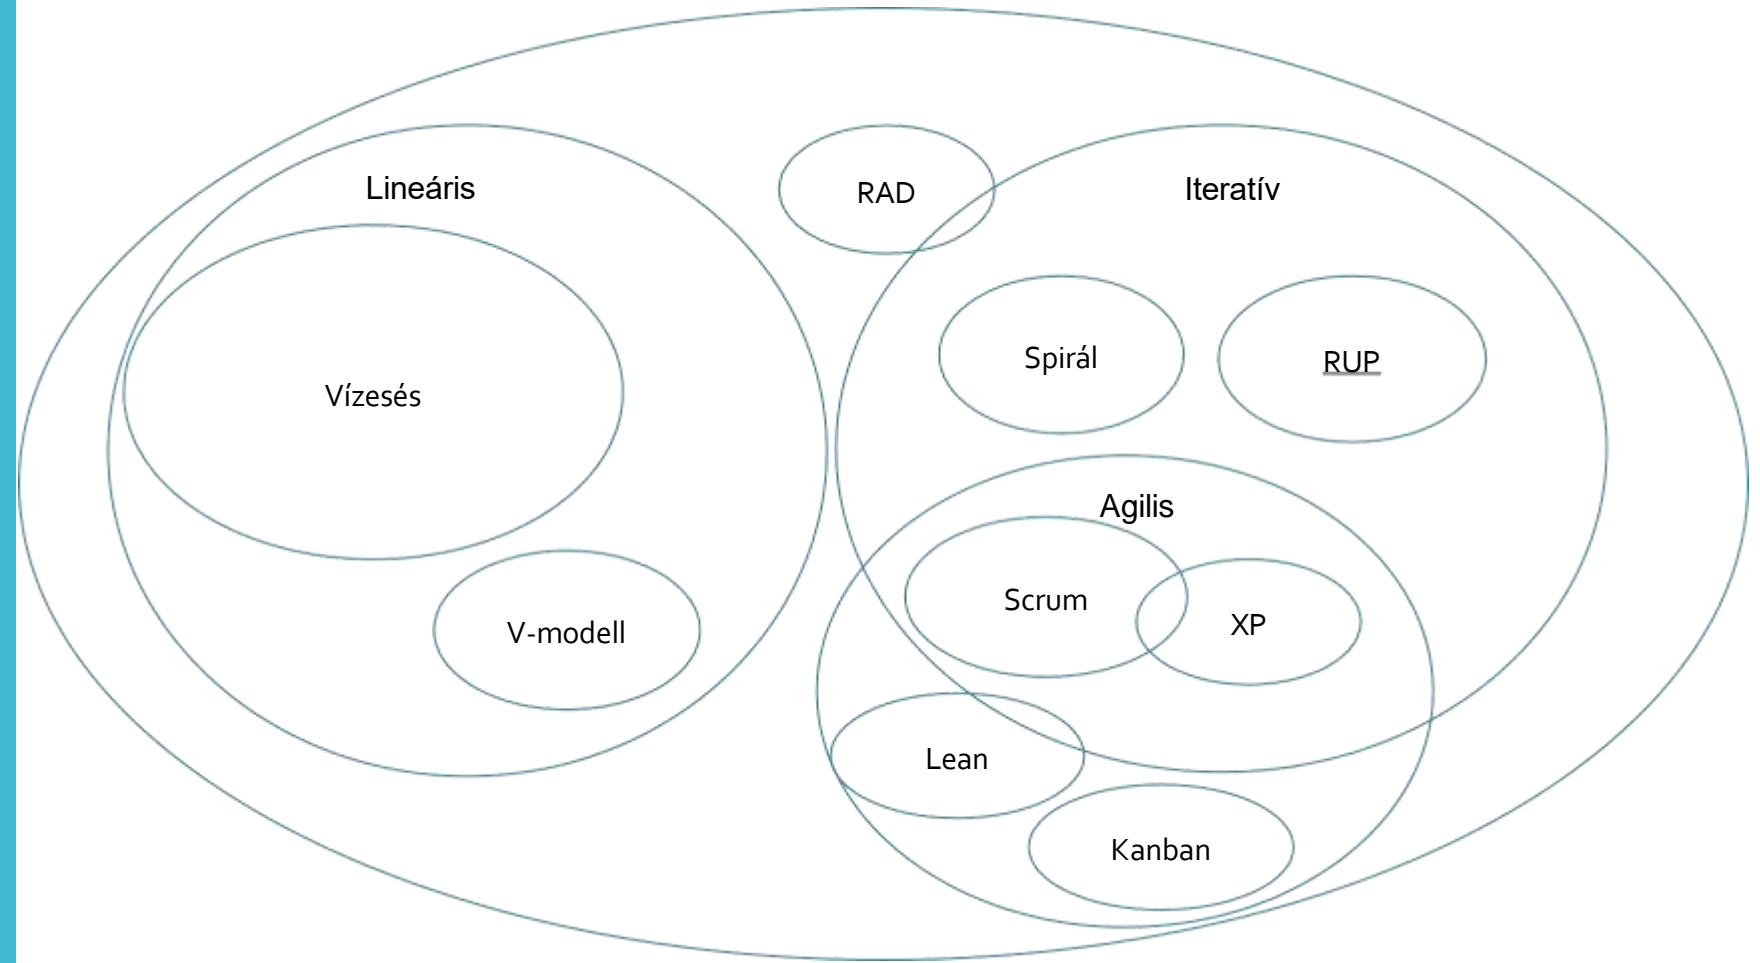 Lineáris
RAD
Iteratív
Vízesés
Spirál
RUP
Agilis
Scrum
XP
V-modell
Lean
Kanban